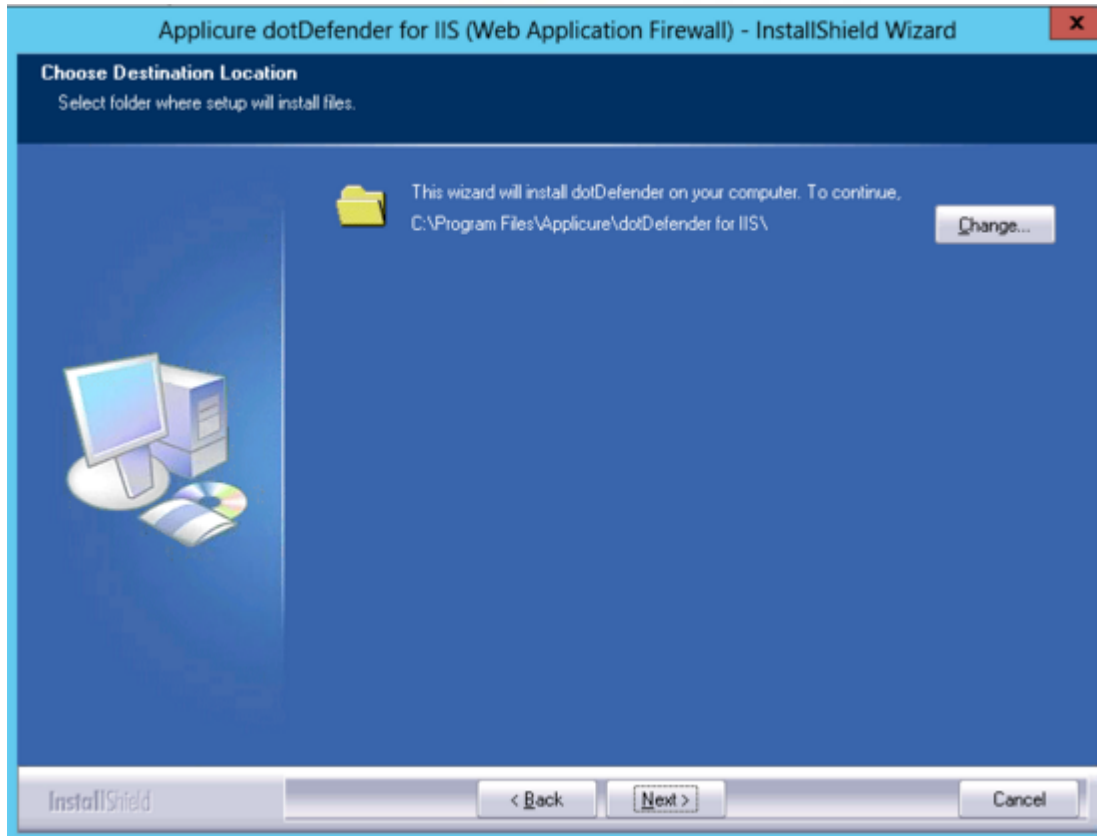 Applicure dotDefender for IIS (Web Application Firewall) - InstallShield Wizard
x
Choose Destination Location
Select folder where setup will install files.
This wizard will install dotDefender on your computer. To continue,
C:\Program Files\Applicure\dotDefender for IIS\
Change...
InstallShield
< Back
Next >
Cancel